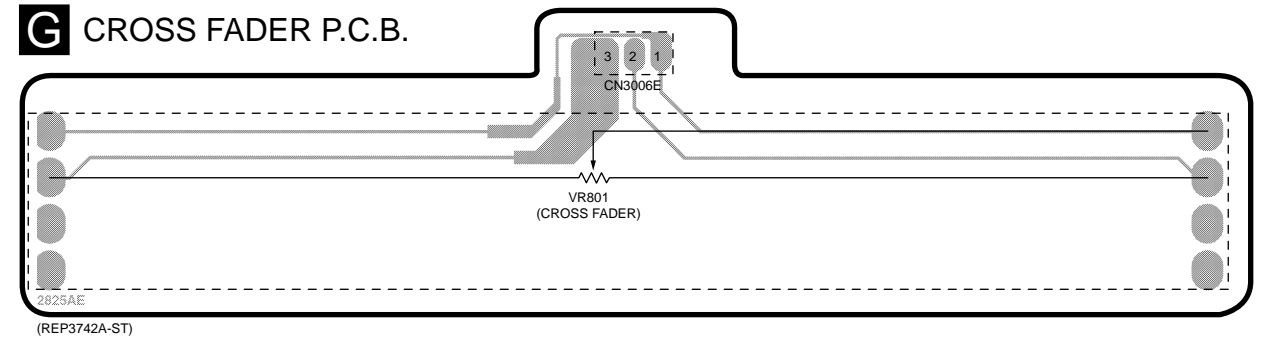 G CROSS FADER P.C.B.
3 2 1
CN3006E
VR801
(CROSS FADER)
2825AE
(REP3742A-ST)